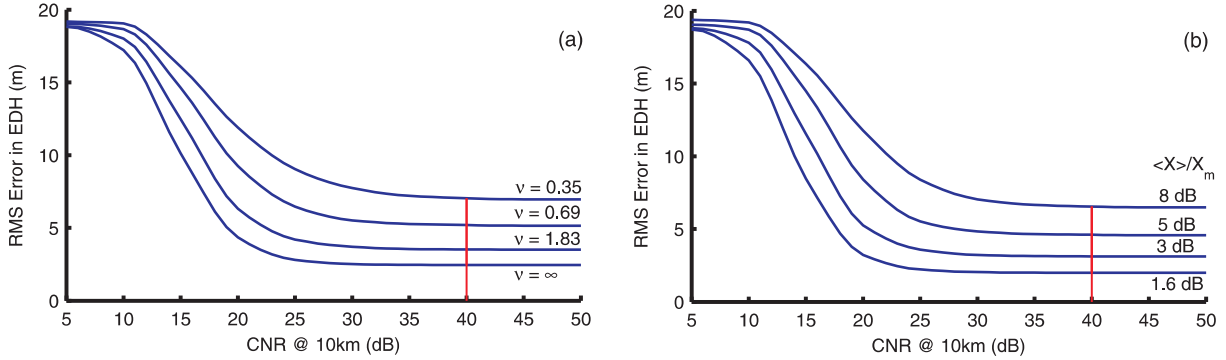 20
15
10
5
0
RMS Error in EDH (m)
(a)
ν = 0.35
ν = 0.69
ν = 1.83
ν = ∞
5 10 15 20 25 30 35 40 45 50
CNR @ 10km (dB)
20
15
10
5
0
RMS Error in EDH (m)
(b)
<X>/Xm
8 dB
5 dB
3 dB
1.6 dB
5 10 15 20 25 30 35 40 45 50
CNR @ 10km (dB)